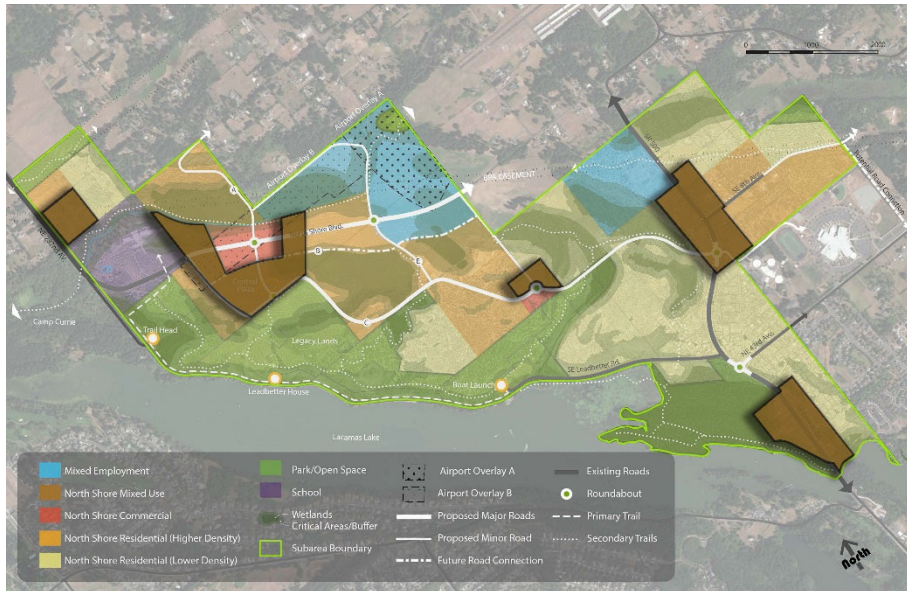 0 1000 2000
Airport Overlay A
Airport Overlay B
BPA EASEMENT
Potential Road Connection
A
Shore Blvd.
B
E
C
Camp Currie
Trail Head
Legacy Lands
Leadbetter House
Boat Launch
SE Leadbetter Rd.
Lacamas Lake
Mixed Employment
North Shore Mixed Use
North Shore Commercial
North Shore Residential (Higher Density)
North Shore Residential (Lower Density)
Park/Open Space
School
Wetlands
Critical Areas/Buffer
Subarea Boundary
Airport Overlay A
Airport Overlay B
Proposed Major Roads
Proposed Minor Road
Future Road Connection
Existing Roads
Roundabout
Primary Trail
Secondary Trails
North